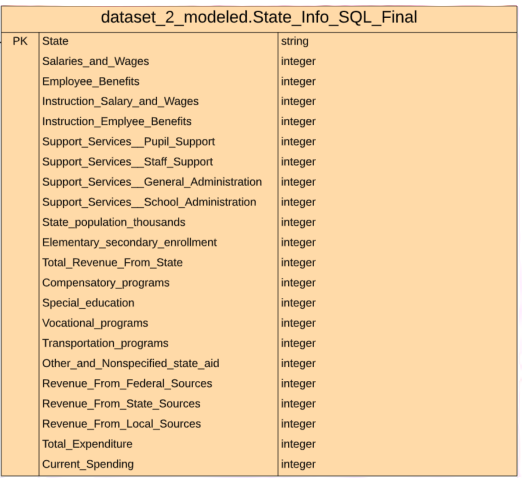 dataset_2_modeled.State_Info_SQL_Final
PK State string
Salaries_and_Wages integer
Employee_Benefits integer
Instruction_Salary_and_Wages integer
Instruction_Emplyee_Benefits integer
Support_Services__Pupil_Support integer
Support_Services__Staff_Support integer
Support_Services__General_Administration integer
Support_Services__School_Administration integer
State_population_thousands integer
Elementary_secondary_enrollment integer
Total_Revenue_From_State integer
Compensatory_programs integer
Special_education integer
Vocational_programs integer
Transportation_programs integer
Other_and_Nonspecified_state_aid integer
Revenue_From_Federal_Sources integer
Revenue_From_State_Sources integer
Revenue_From_Local_Sources integer
Total_Expenditure integer
Current_Spending integer